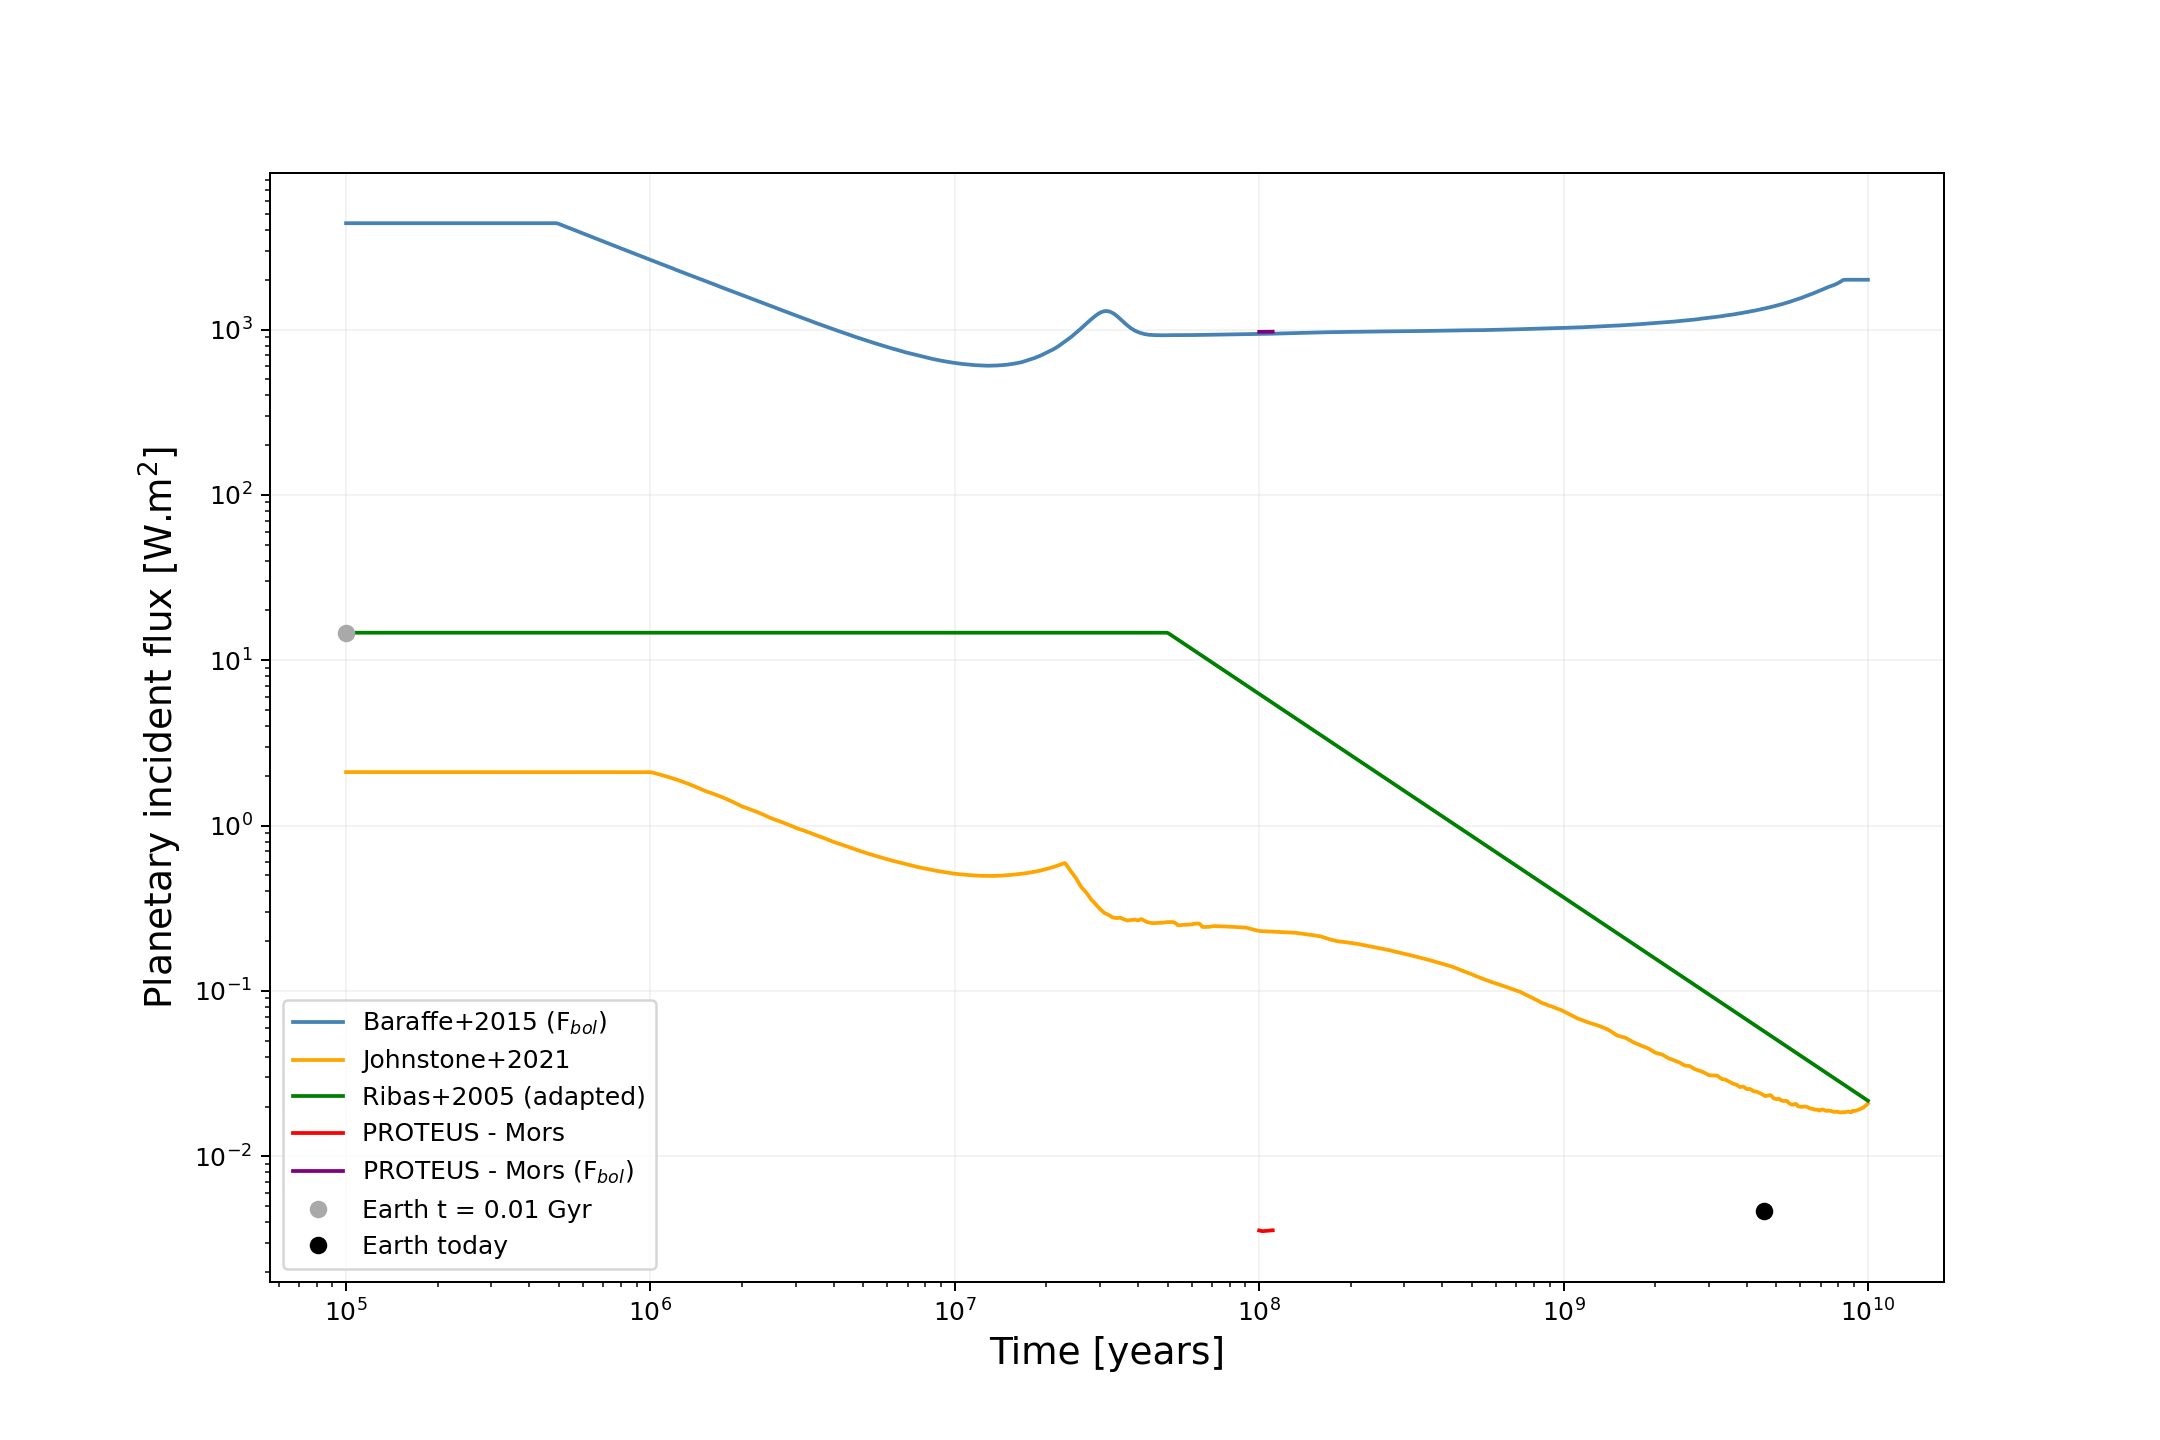 Planetary incident flux [W.m²]
10³
10²
10¹
10⁰
10⁻¹
10⁻²
Baraffe+2015 (F_bol)
Johnstone+2021
Ribas+2005 (adapted)
PROTEUS - Mors
PROTEUS - Mors (F_bol)
Earth t = 0.01 Gyr
Earth today
10⁵ 10⁶ 10⁷ 10⁸ 10⁹ 10¹⁰
Time [years]